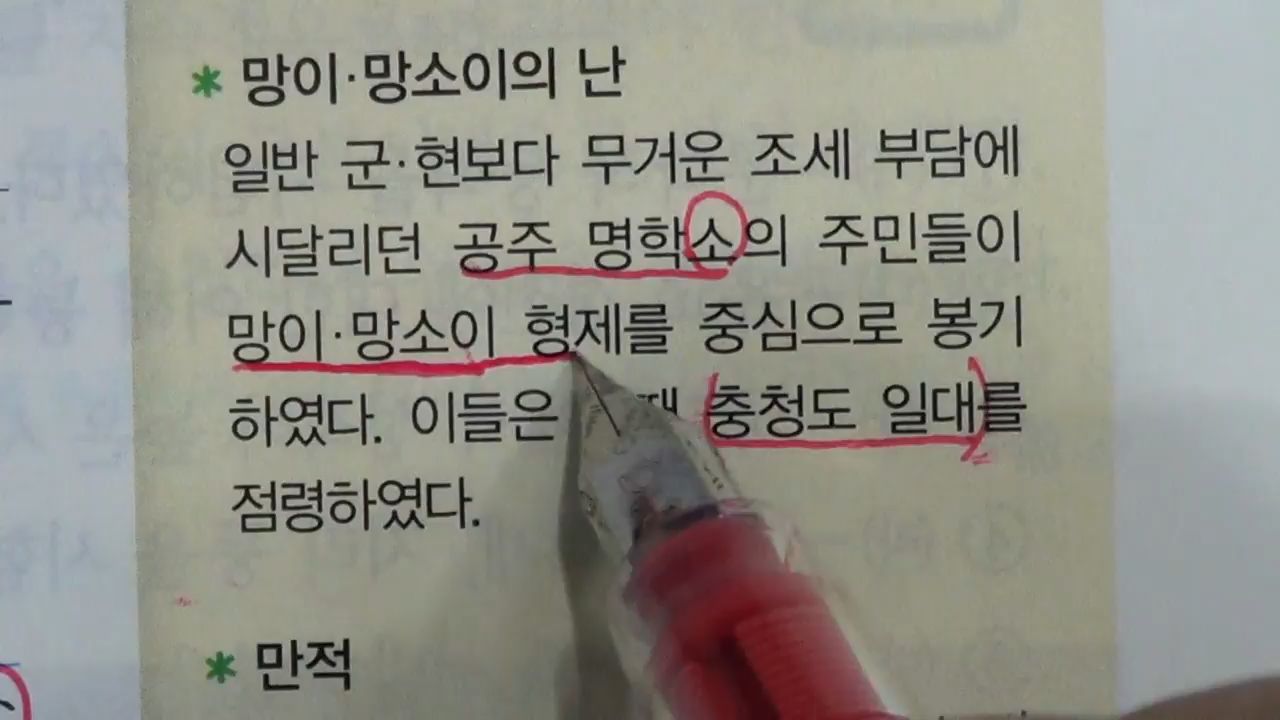 * 망이·망소이의 난
일반 군·현보다 무거운 조세 부담에
시달리던 공주 명학소의 주민들이
망이·망소이 형제를 중심으로 봉기
하였다. 이들은 충청도 일대를
점령하였다.
* 만적